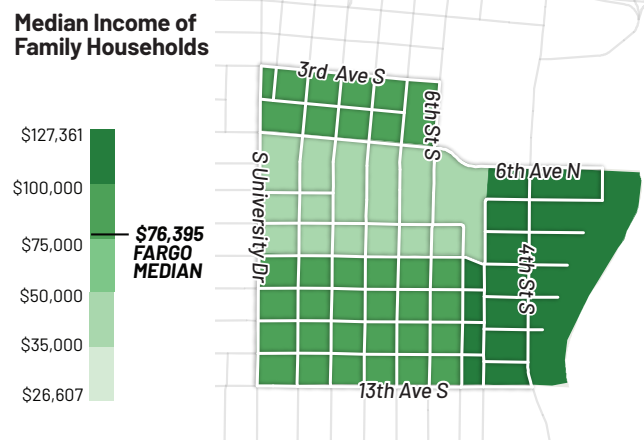 Median Income of
Family Households
$127,361
$100,000
$76,395
FARGO
MEDIAN
$75,000
$50,000
$35,000
$26,607
3rd Ave S
6th St S
S University Dr
6th Ave N
4th St S
13th Ave S